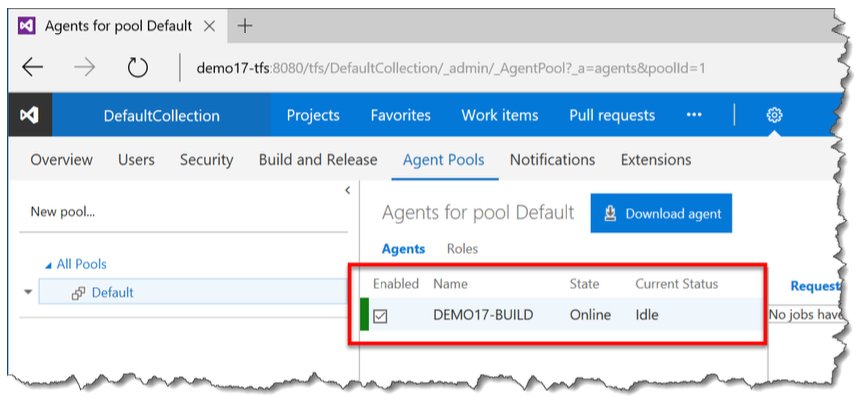 Agents for pool Default
demo17-tfs:8080/tfs/DefaultCollection/_admin/_AgentPool?_a=agents&poolId=1
DefaultCollection Projects Favorites Work items Pull requests ...
Overview Users Security Build and Release Agent Pools Notifications Extensions
New pool...
All Pools
Default
Agents for pool Default Download agent
Agents Roles
Enabled Name State Current Status
DEMO17-BUILD Online Idle
Request
No jobs have